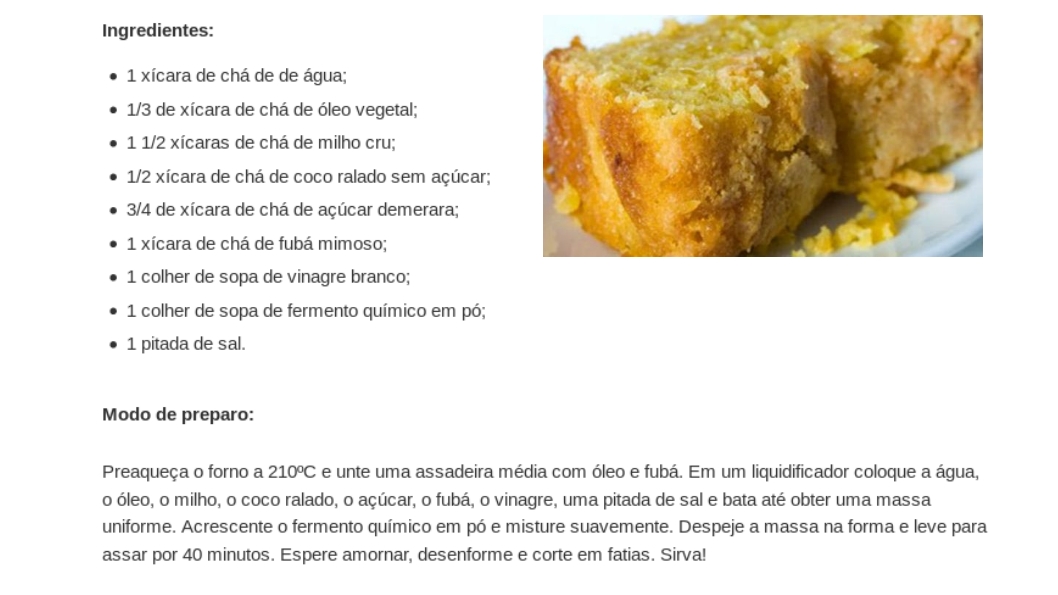 Ingredientes:
• 1 xícara de chá de de água;
• 1/3 de xícara de chá de óleo vegetal;
• 1 1/2 xícaras de chá de milho cru;
• 1/2 xícara de chá de coco ralado sem açúcar;
• 3/4 de xícara de chá de açúcar demerara;
• 1 xícara de chá de fubá mimoso;
• 1 colher de sopa de vinagre branco;
• 1 colher de sopa de fermento químico em pó;
• 1 pitada de sal.
Modo de preparo:
Preaqueça o forno a 210ºC e unte uma assadeira média com óleo e fubá. Em um liquidificador coloque a água,
o óleo, o milho, o coco ralado, o açúcar, o fubá, o vinagre, uma pitada de sal e bata até obter uma massa
uniforme. Acrescente o fermento químico em pó e misture suavemente. Despeje a massa na forma e leve para
assar por 40 minutos. Espere amornar, desenforme e corte em fatias. Sirva!